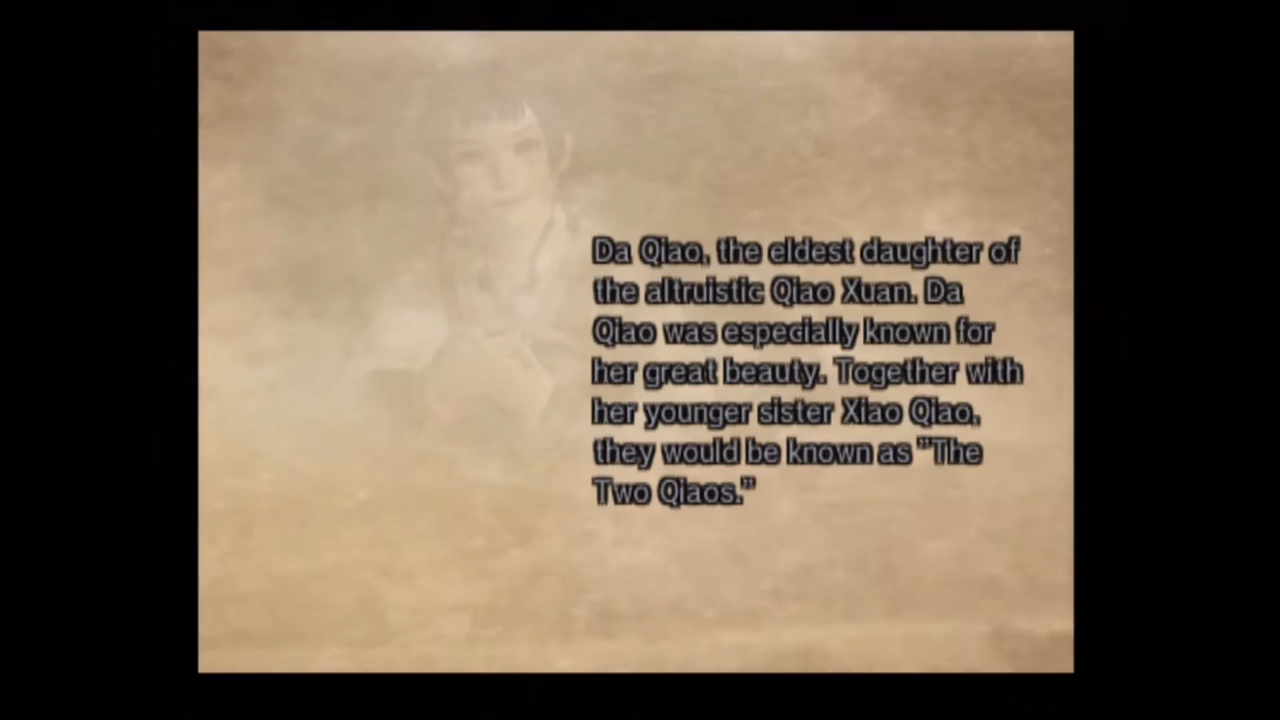 Da Qiao, the eldest daughter of
the altruistic Qiao Xuan. Da
Qiao was especially known for
her great beauty. Together with
her younger sister Xiao Qiao,
they would be known as "The
Two Qiaos."